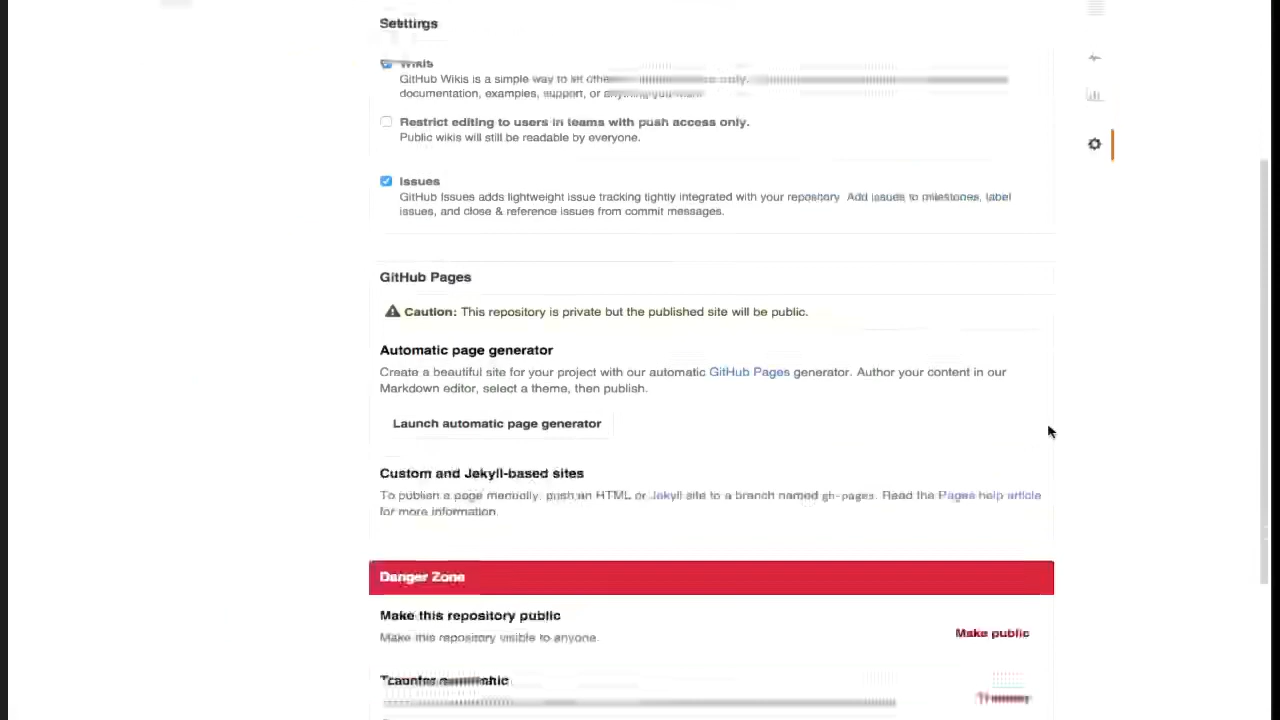 Settings
Wikis
GitHub Wikis is a simple way to let
documentation, examples, support, or anything you want
Restrict editing to users in teams with push access only.
Public wikis will still be readable by everyone.
Issues
GitHub Issues adds lightweight issue tracking tightly integrated with your repository Add issues to milestones, label
issues, and close & reference issues from commit messages.
GitHub Pages
Caution: This repository is private but the published site will be public.
Automatic page generator
Create a beautiful site for your project with our automatic GitHub Pages generator. Author your content in our
Markdown editor, select a theme, then publish.
Launch automatic page generator
Custom and Jekyll-based sites
To publish a page manually, push an HTML or Jekyll site to a branch named gh-pages. Read the Pages help article
for more information.
Danger Zone
Make this repository public
Make this repository visible to anyone.
Make public